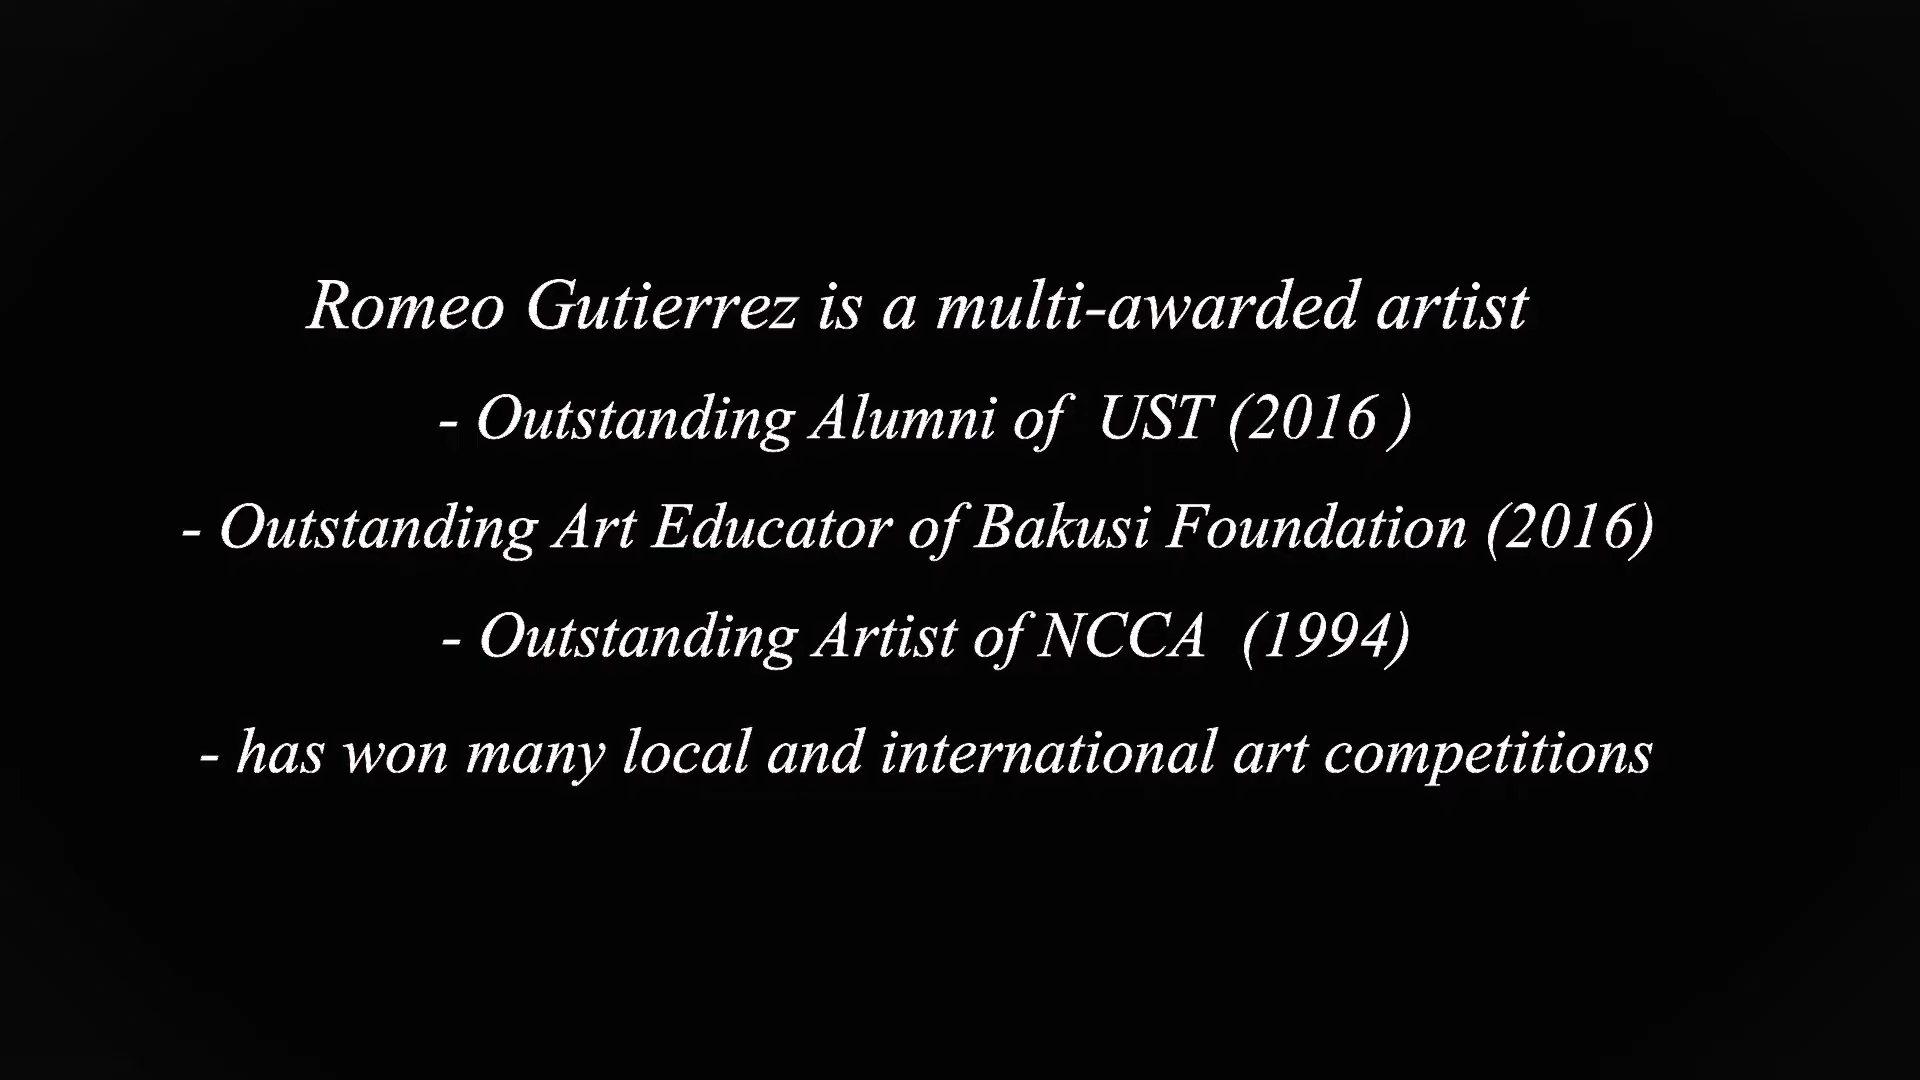 Romeo Gutierrez is a multi-awarded artist
- Outstanding Alumni of  UST (2016 )
- Outstanding Art Educator of Bakusi Foundation (2016)
- Outstanding Artist of NCCA  (1994)
- has won many local and international art competitions